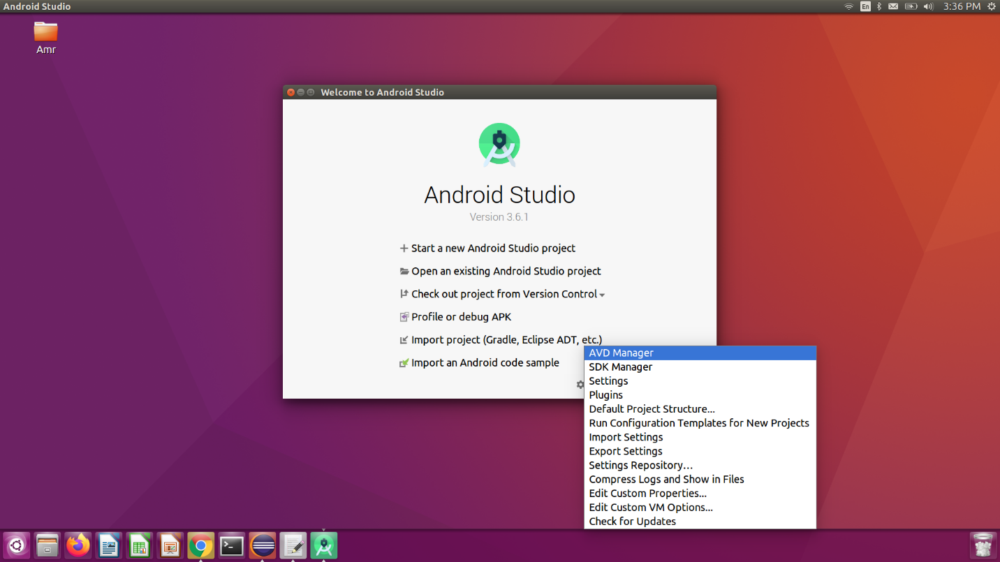 Android Studio
En
3:36 PM
Amr
Welcome to Android Studio
Android Studio
Version 3.6.1
Start a new Android Studio project
Open an existing Android Studio project
Check out project from Version Control
Profile or debug APK
Import project (Gradle, Eclipse ADT, etc.)
Import an Android code sample
AVD Manager
SDK Manager
Settings
Plugins
Default Project Structure...
Run Configuration Templates for New Projects
Import Settings
Export Settings
Settings Repository…
Compress Logs and Show in Files
Edit Custom Properties...
Edit Custom VM Options...
Check for Updates